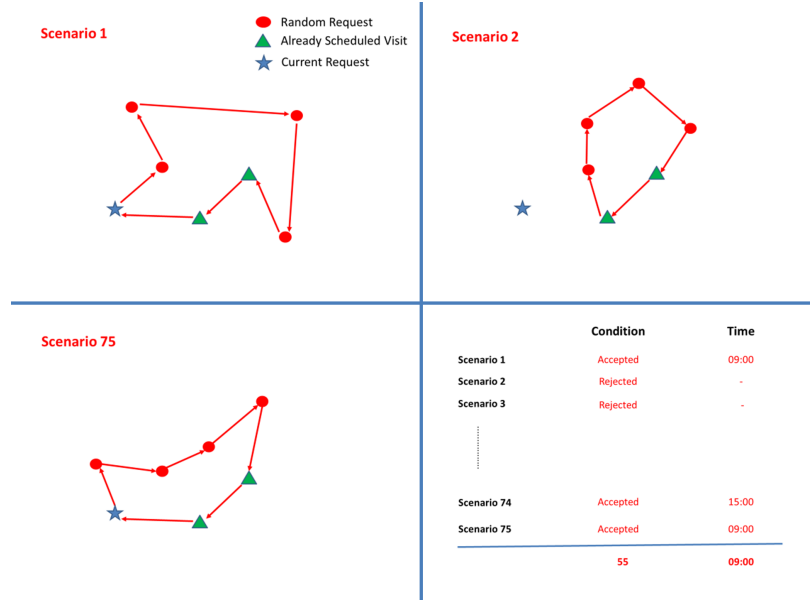 Scenario 1
Random Request
Already Scheduled Visit
Current Request
Scenario 2
Scenario 75
Condition Time
Scenario 1 Accepted 09:00
Scenario 2 Rejected -
Scenario 3 Rejected -
Scenario 74 Accepted 15:00
Scenario 75 Accepted 09:00
55 09:00